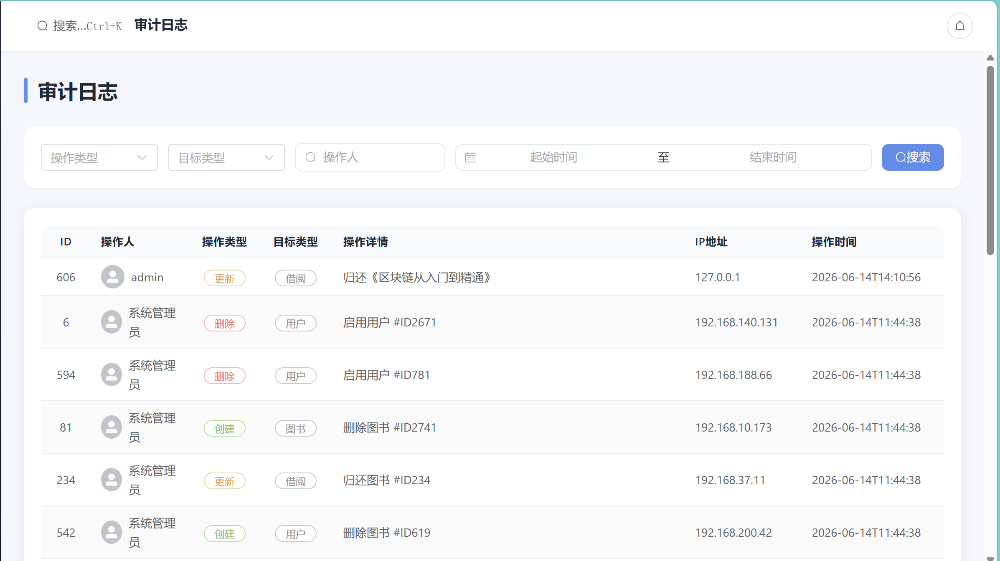 搜索...Ctrl+K 审计日志
审计日志
操作类型 目标类型 操作人 起始时间 至 结束时间 搜索
ID 操作人 操作类型 目标类型 操作详情 IP地址 操作时间
606 admin 更新 借阅 归还《区块链从入门到精通》 127.0.0.1 2026-06-14T14:10:56
6 系统管理员 删除 用户 启用用户 #ID2671 192.168.140.131 2026-06-14T11:44:38
594 系统管理员 删除 用户 启用用户 #ID781 192.168.188.66 2026-06-14T11:44:38
81 系统管理员 创建 图书 删除图书 #ID2741 192.168.10.173 2026-06-14T11:44:38
234 系统管理员 更新 借阅 归还图书 #ID234 192.168.37.11 2026-06-14T11:44:38
542 系统管理员 创建 用户 删除图书 #ID619 192.168.200.42 2026-06-14T11:44:38